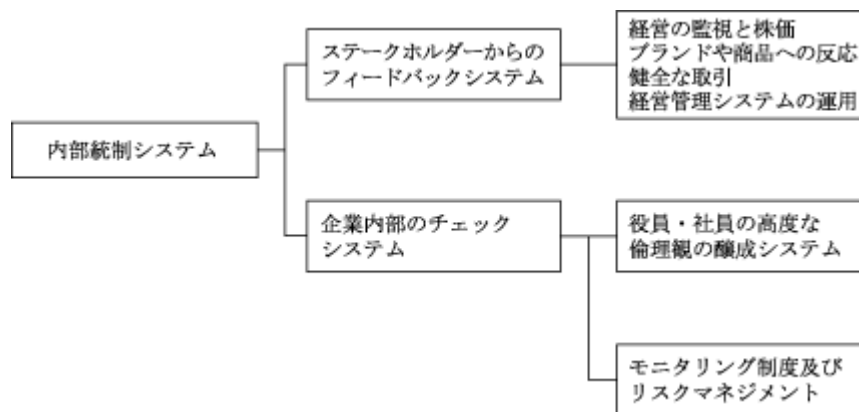 内部統制システム
ステークホルダーからの
フィードバックシステム
経営の監視と株価
ブランドや商品への反応
健全な取引
経営管理システムの運用
企業内部のチェック
システム
役員・社員の高度な
倫理観の醸成システム
モニタリング制度及び
リスクマネジメント